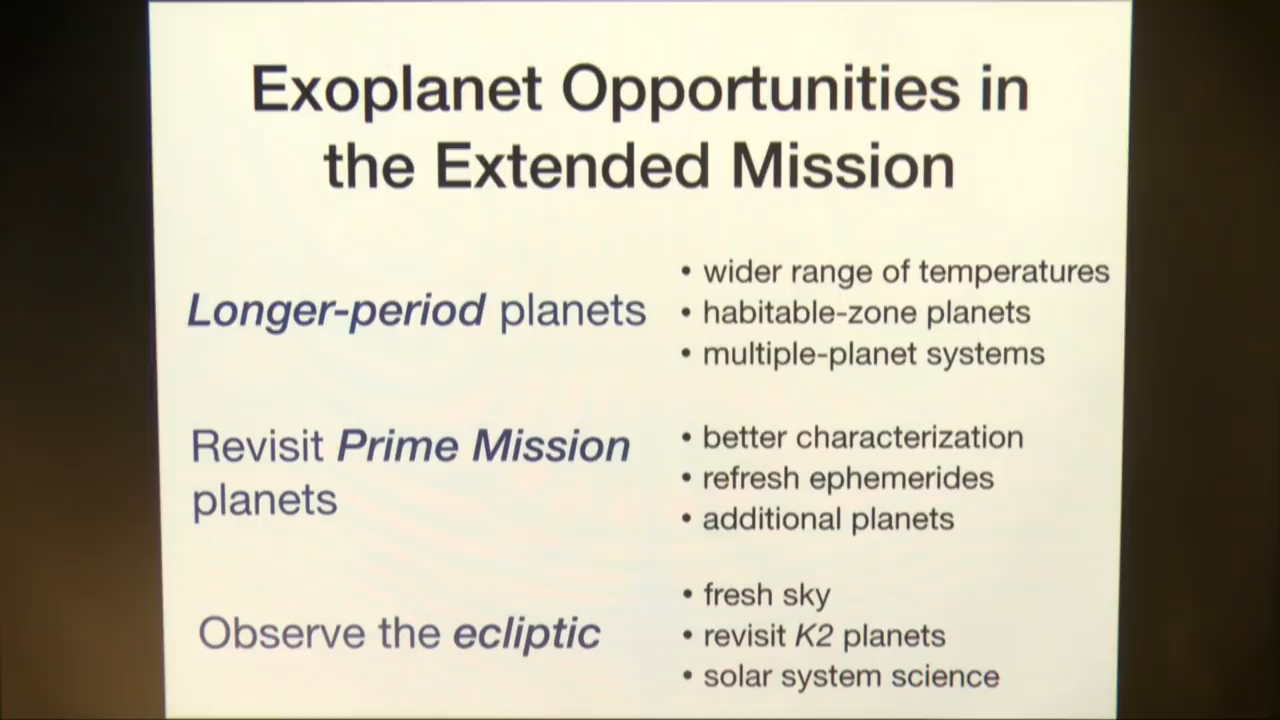 Exoplanet Opportunities in
the Extended Mission
Longer-period planets
• wider range of temperatures
• habitable-zone planets
• multiple-planet systems
Revisit Prime Mission
planets
• better characterization
• refresh ephemerides
• additional planets
Observe the ecliptic
• fresh sky
• revisit K2 planets
• solar system science